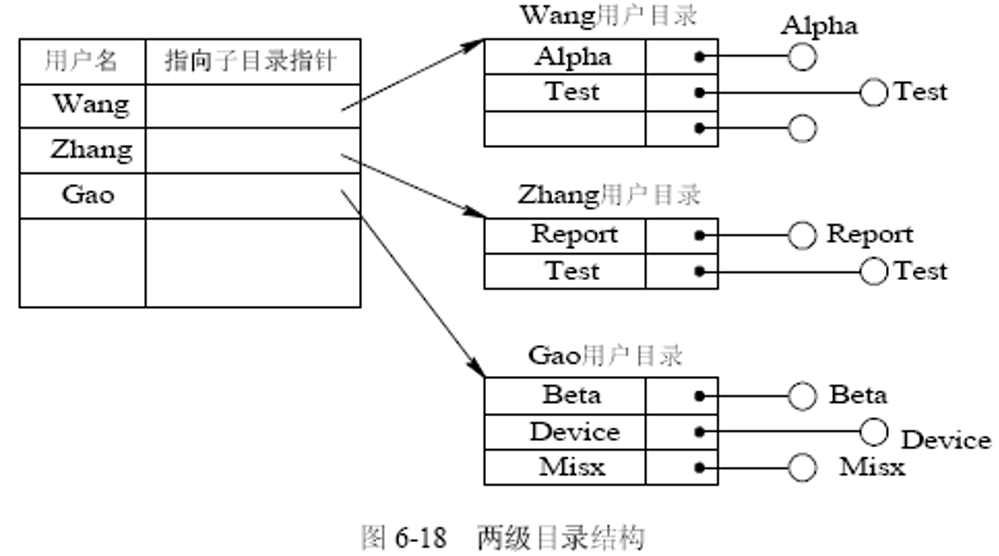 用户名 指向子目录指针
Wang
Zhang
Gao
Wang用户目录
Alpha
Test
Alpha
Test
Zhang用户目录
Report
Test
Report
Test
Gao用户目录
Beta
Device
Misx
Beta
Device
Misx
图 6-18 两级目录结构